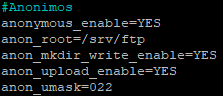 #Anonimos
anonymous_enable=YES
anon_root=/srv/ftp
anon_mkdir_write_enable=YES
anon_upload_enable=YES
anon_umask=022